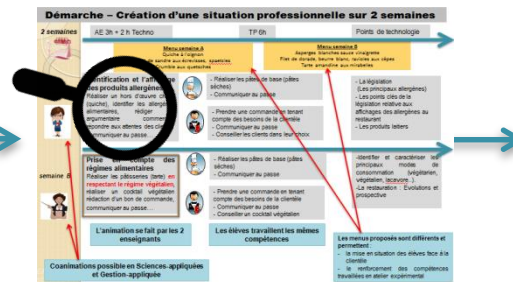 Démarche – Création d'une situation professionnelle sur 2 semaines
2 semaines
AE 3h + 2 h Techno
TP 6h
Points de technologie
Menu semaine A
Quiche à l'oignon
Filet de sandre aux écrevisses, spaetzles
Crumble aux quetsches
Menu semaine B
Asperges blanches sauce vinaigrette
Filet de dorade, beurre blanc, ravioles aux cèpes
Tarte amandine aux mirabelles
Identification et l'affichage
des produits allergènes
Réaliser un hors d'œuvre
(quiche), identifier les allergènes
alimentaires, rédiger
argumentaire
répondre aux attentes des
communiquer au passe
- Réaliser les pâtes de base (pâtes
sèches)
- Communiquer au passe
- Prendre une commande en tenant
compte des besoins de la clientèle
- Communiquer au passe
- Conseiller les clients dans leur choix
- La législation
(Les principaux allergènes)
- Les points clés de la
législation relative aux
affichages des allergènes au
restaurant
- Les produits laitiers
semaine B
Prise en compte des
régimes alimentaires
Réaliser les pâtisseries (tarte) en
respectant le régime végétalien,
réaliser un cocktail végétalien
rédaction d'un bon de commande,
communiquer au passe...
- Réaliser les pâtes de base (pâtes
sèches)
- Communiquer au passe
- Prendre une commande en tenant
compte des besoins de la clientèle
- Communiquer au passe
- Conseiller un cocktail végétalien
-Identifier et caractériser les
principaux modes de
consommation (végétarien,
végétalien, locavore...).
-La restauration : Evolutions et
prospective
L'animation se fait par les 2
enseignants
Les élèves travaillent les mêmes
compétences
Les menus proposés sont différents et
permettent :
- la mise en situation des élèves face à la
clientèle
- le renforcement des compétences
travaillées en atelier expérimental
Coanimations possible en Sciences-appliquées
et Gestion-appliquée